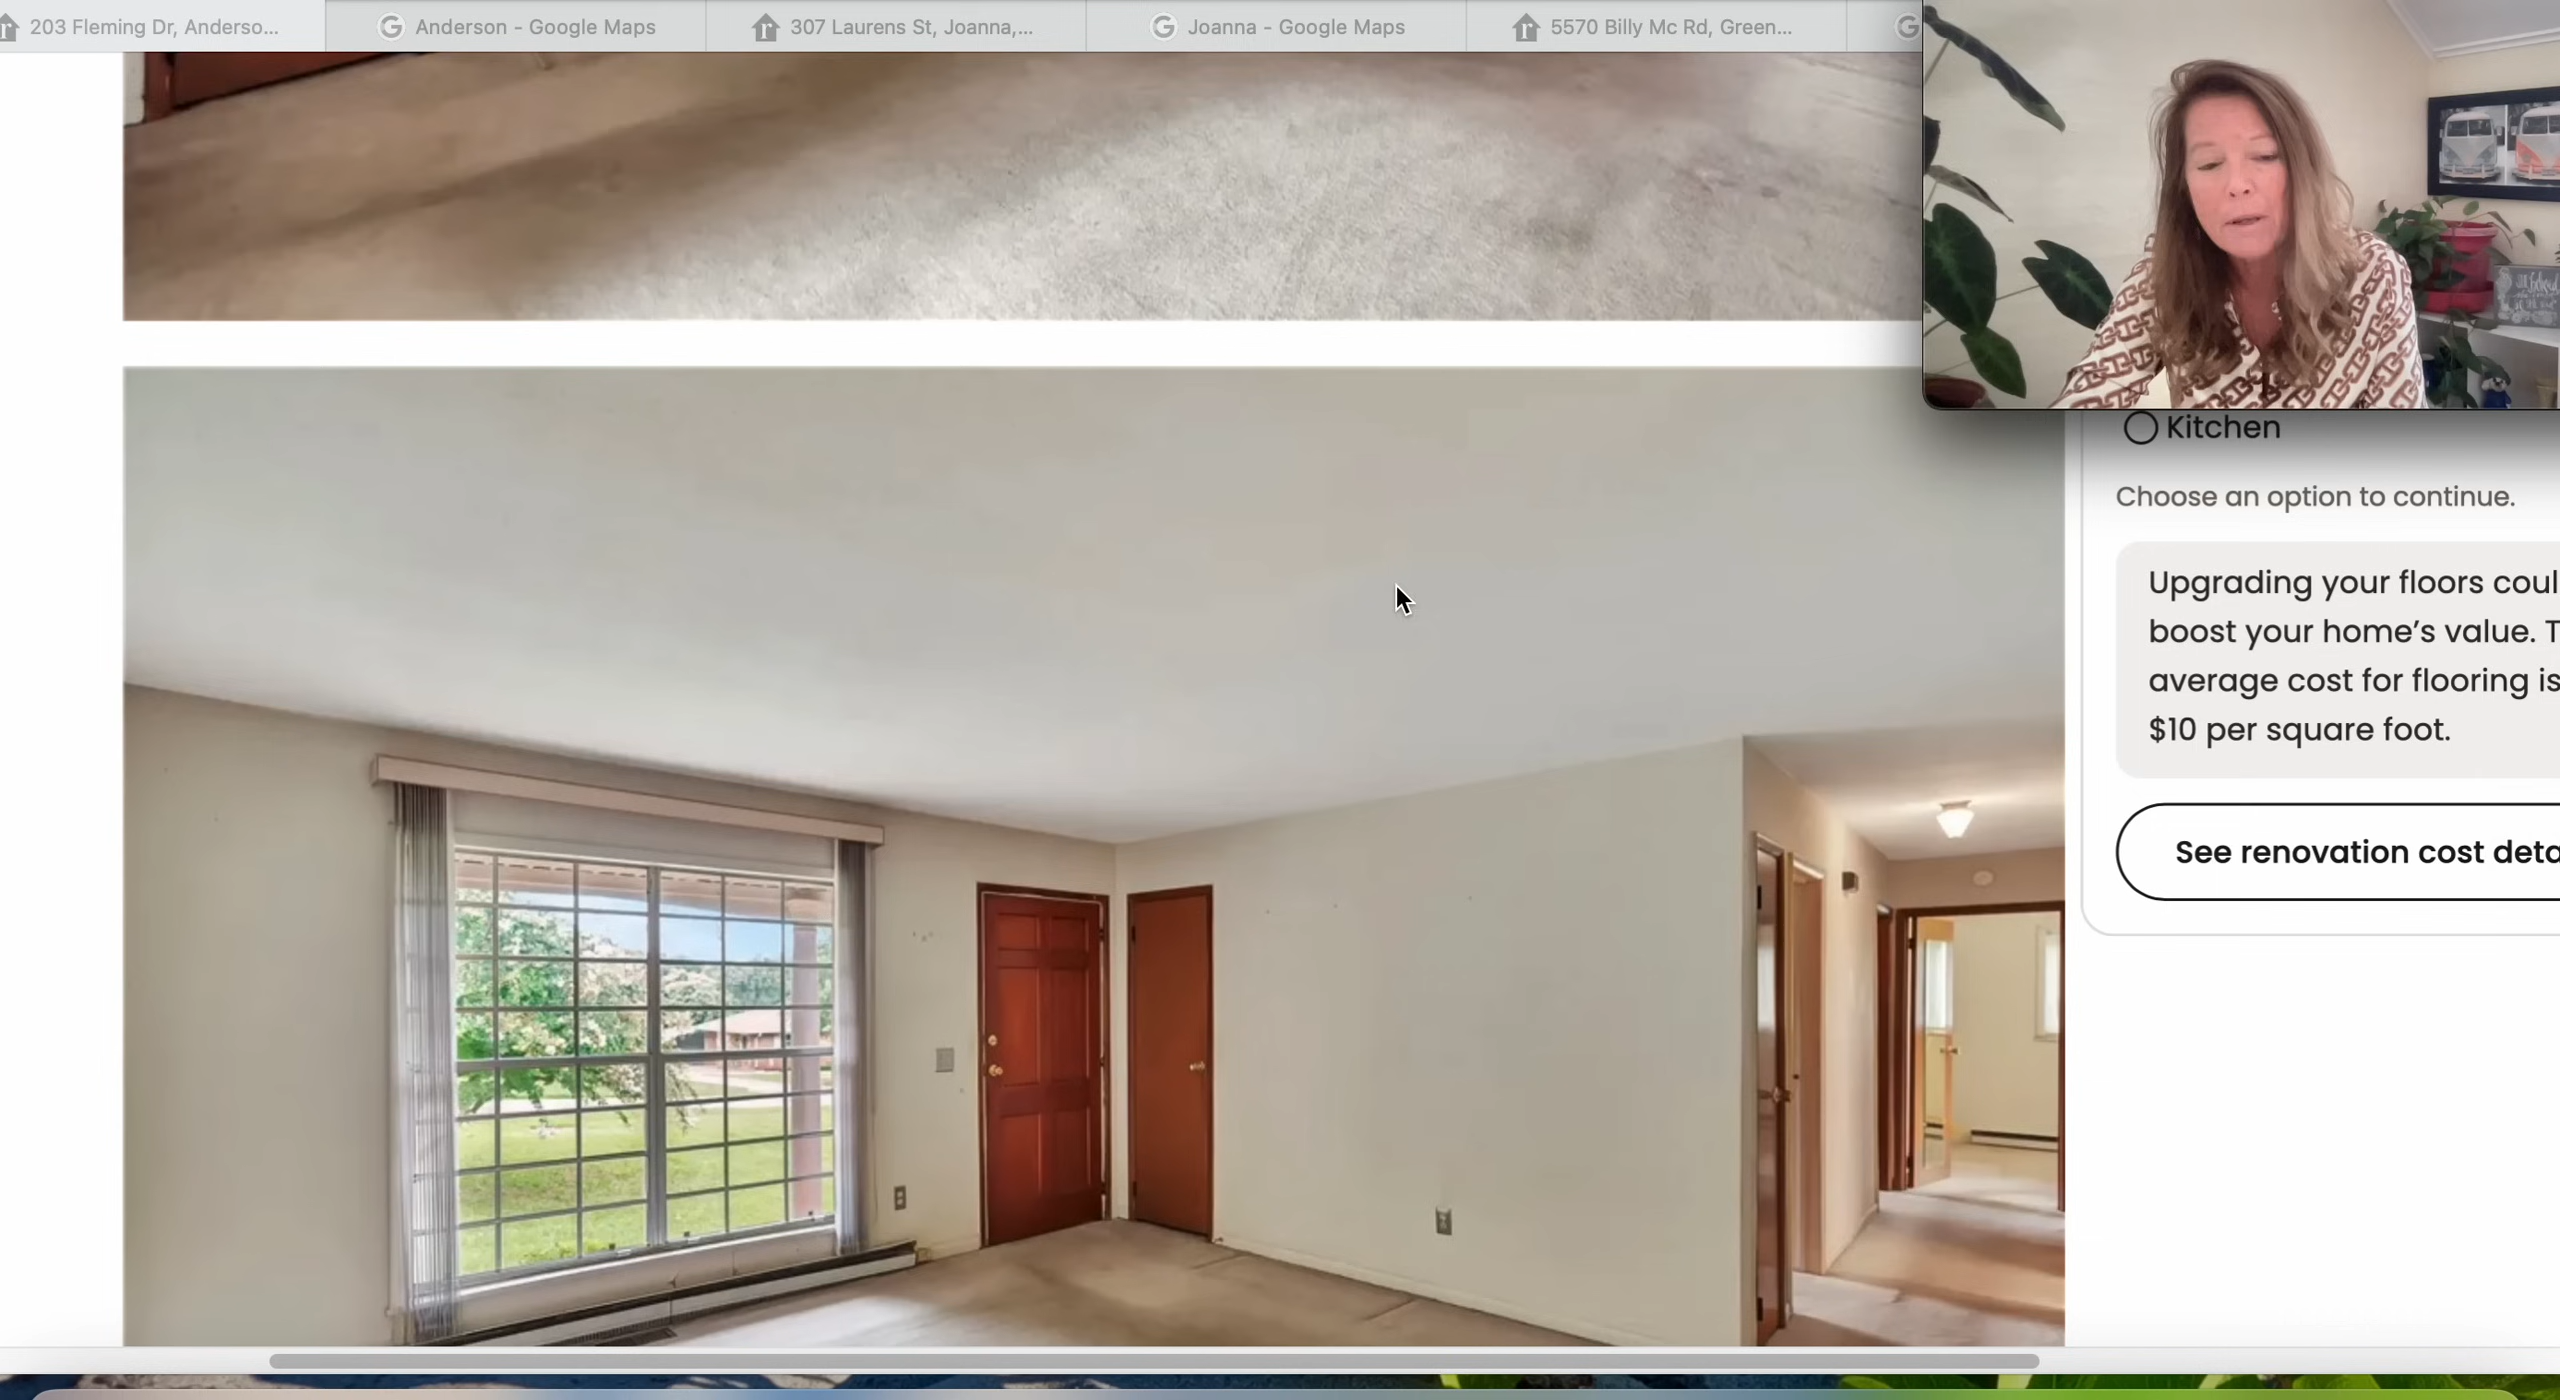 203 Fleming Dr, Anderso...
Anderson - Google Maps
307 Laurens St, Joanna,...
Joanna - Google Maps
5570 Billy Mc Rd, Green...
Kitchen
Choose an option to continue.
Upgrading your floors coul
boost your home’s value. T
average cost for flooring is
$10 per square foot.
See renovation cost deta